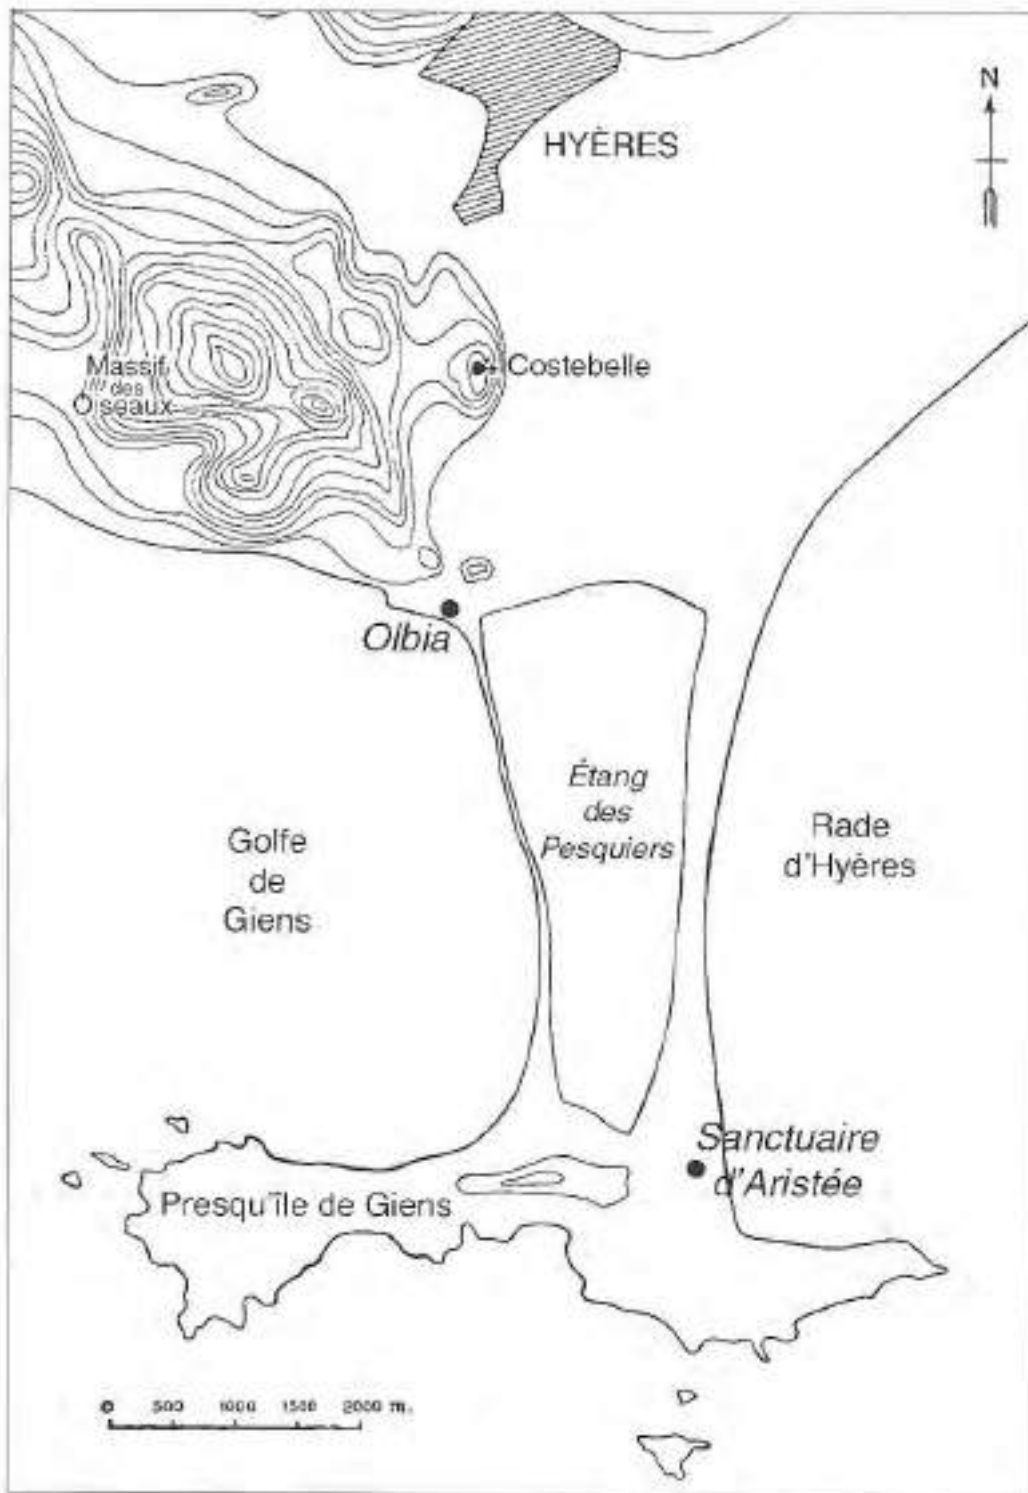 N
HYÈRES
Costebelle
Massif
des
Oiseaux
Olbia
Étang
des
Pesquiers
Golfe
de
Giens
Rade
d'Hyères
Sanctuaire
d'Aristée
Presqu'île de Giens
0 500 1000 1500 2000 m.